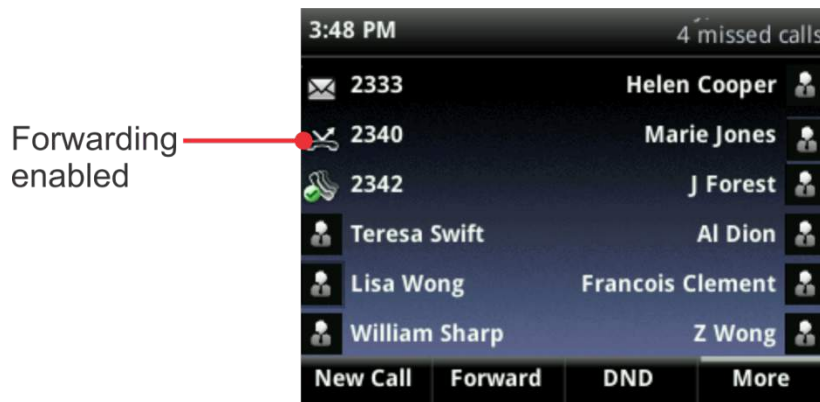 3:48 PM 4 missed calls
2333 Helen Cooper
Forwarding enabled
2340 Marie Jones
2342 J Forest
Teresa Swift Al Dion
Lisa Wong Francois Clement
William Sharp Z Wong
New Call Forward DND More